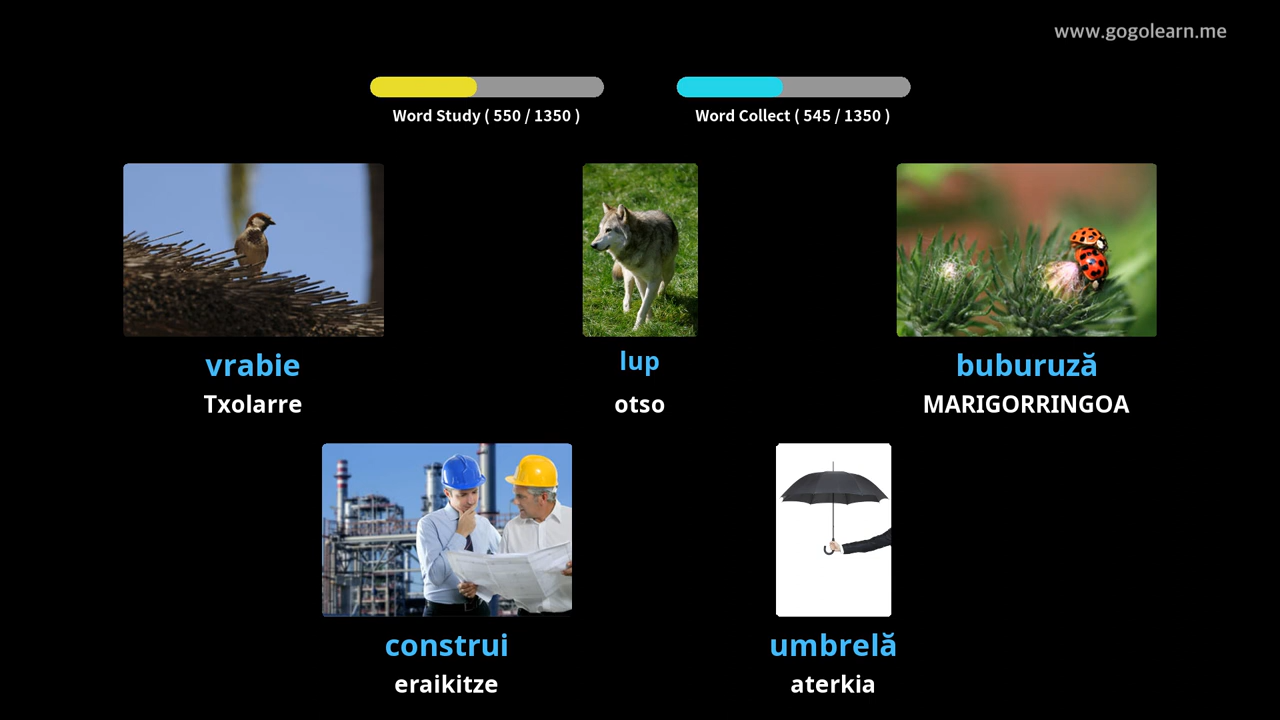 www.gogolearn.me
Word Study ( 550 / 1350 )
Word Collect ( 545 / 1350 )
vrabie
Txolarre
lup
otso
buburuză
MARIGORRINGOA
construi
eraikitze
umbrelă
aterkia